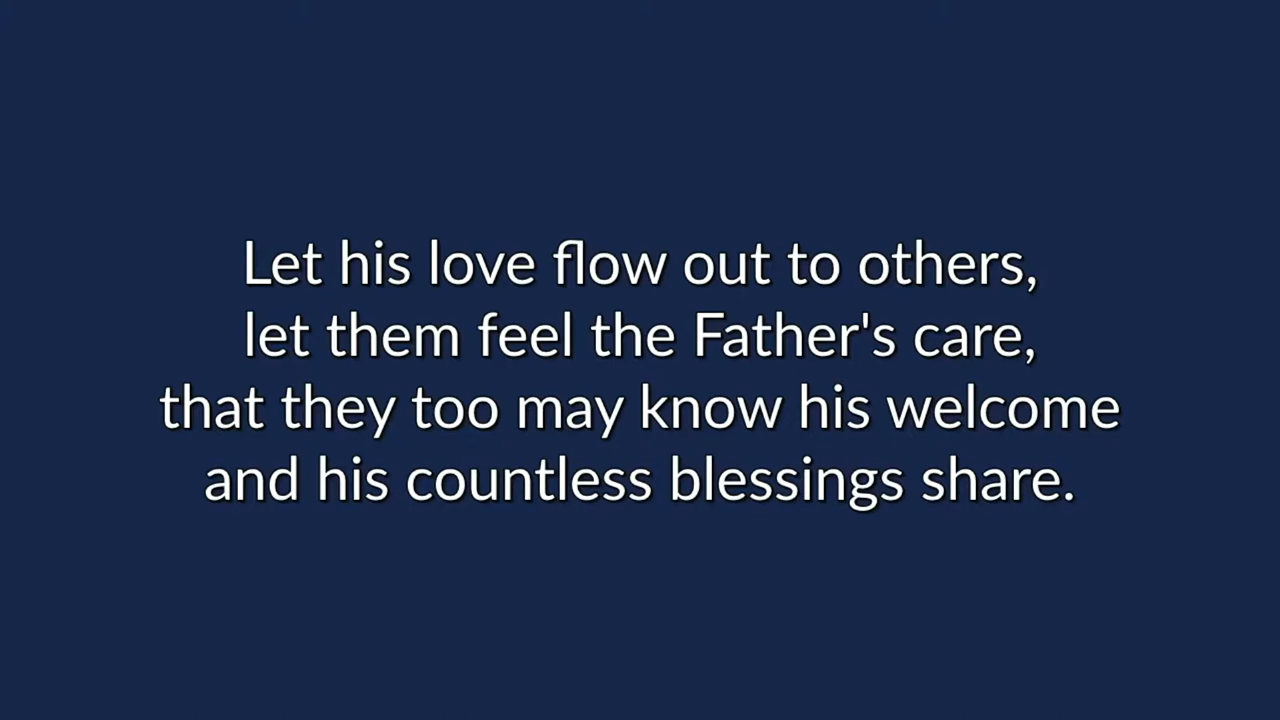 Let his love flow out to others,
let them feel the Father's care,
that they too may know his welcome
and his countless blessings share.